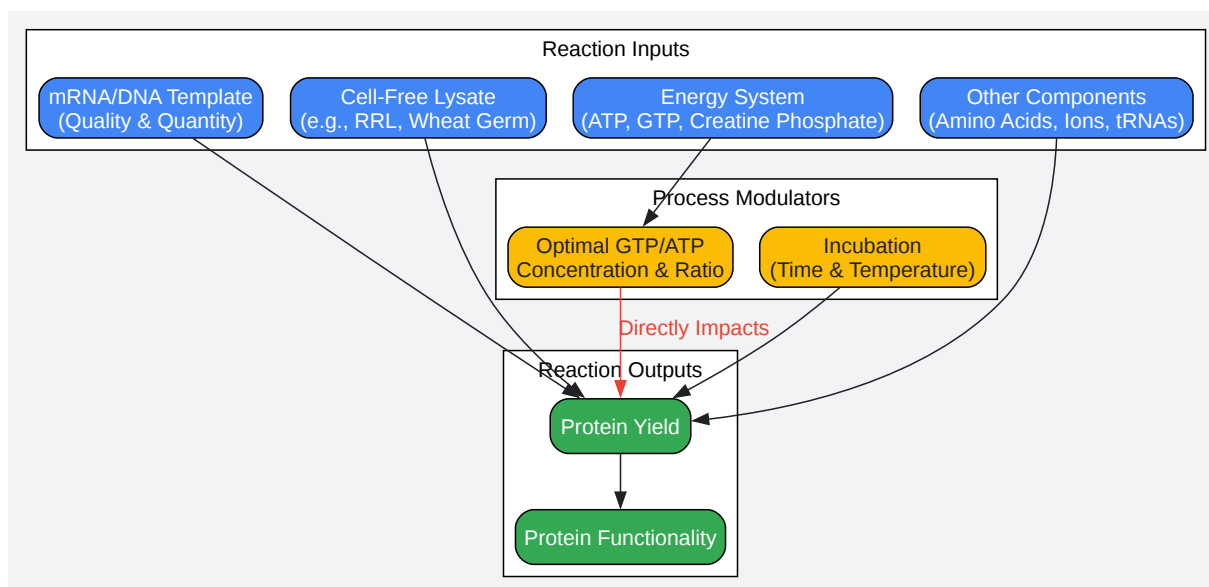 Reaction Inputs
mRNA/DNA Template
(Quality & Quantity)
Cell-Free Lysate
(e.g., RRL, Wheat Germ)
Energy System
(ATP, GTP, Creatine Phosphate)
Other Components
(Amino Acids, Ions, tRNAs)
Process Modulators
Optimal GTP/ATP
Concentration & Ratio
Incubation
(Time & Temperature)
Directly Impacts
Reaction Outputs
Protein Yield
Protein Functionality